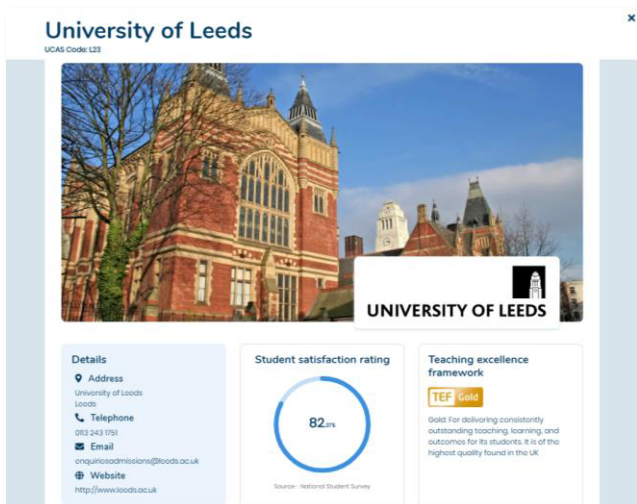 University of Leeds
UCAS Code: L23
UNIVERSITY OF LEEDS
Details
Address
University of Leeds
Leeds
Telephone
0113 243 1751
Email
enquiriesadmissions@leeds.ac.uk
Website
http://www.leeds.ac.uk
Student satisfaction rating
82.37%
Source - National Student Survey
Teaching excellence
framework
TEF Gold
Gold: For delivering consistently
outstanding teaching, learning, and
outcomes for its students. It is of the
highest quality found in the UK